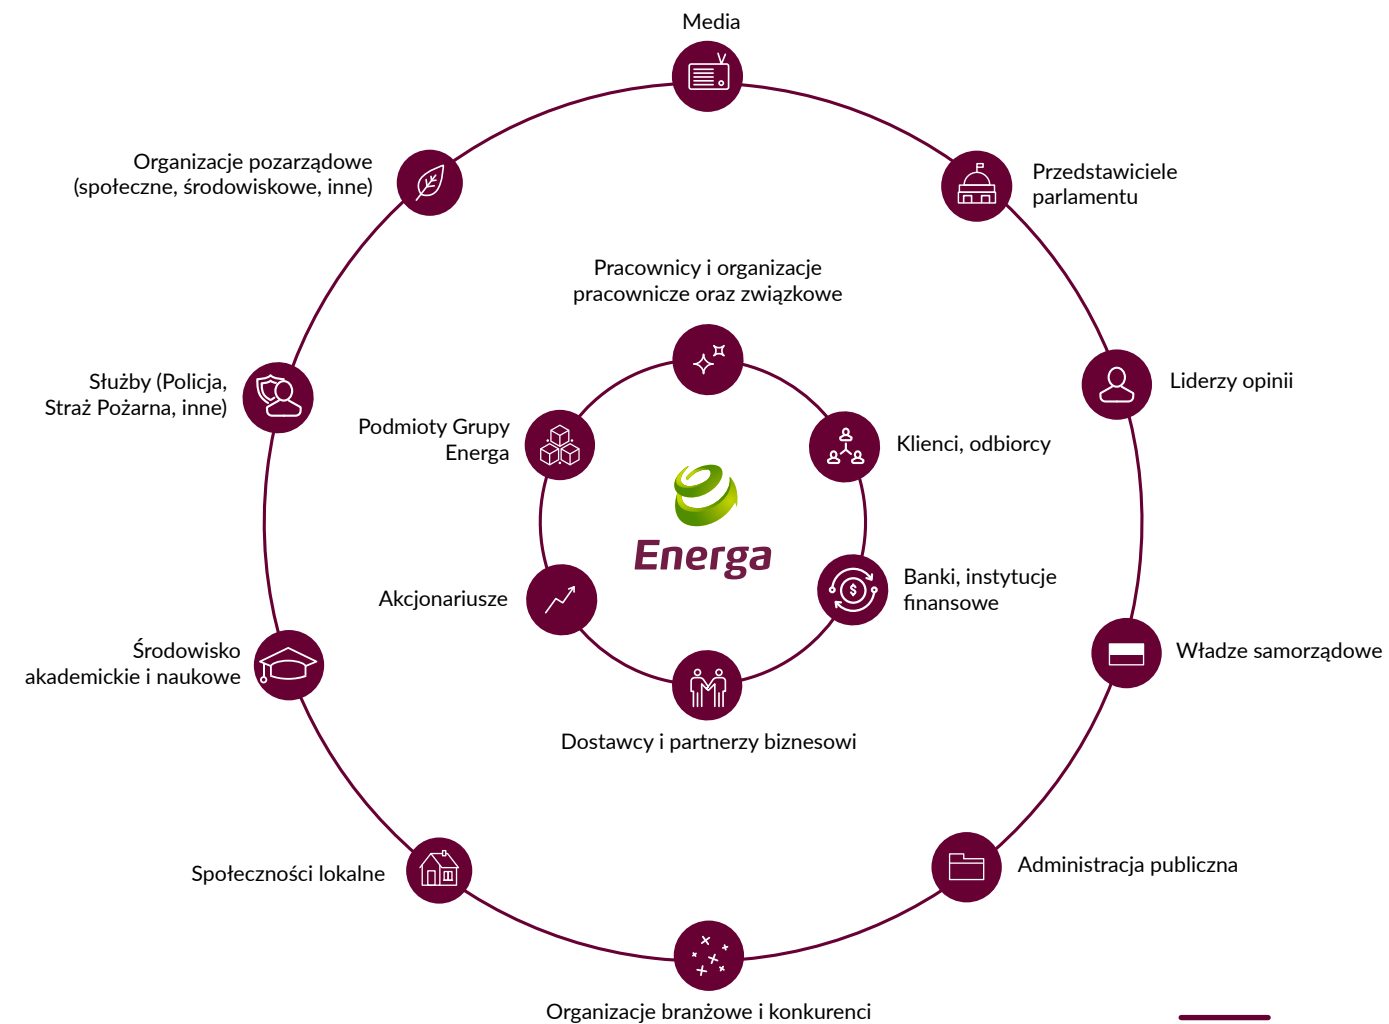 Media
Organizacje pozarządowe
(społeczne, środowiskowe, inne)
Przedstawiciele
parlamentu
Pracownicy i organizacje
pracownicze oraz związkowe
Służby (Policja,
Straż Pożarna, inne)
Liderzy opinii
Podmioty Grupy
Energa
Klienci, odbiorcy
Energa
Akcjonariusze
Banki, instytucje
finansowe
Środowisko
akademickie i naukowe
Władze samorządowe
Dostawcy i partnerzy biznesowi
Społeczności lokalne
Administracja publiczna
Organizacje branżowe i konkurenci